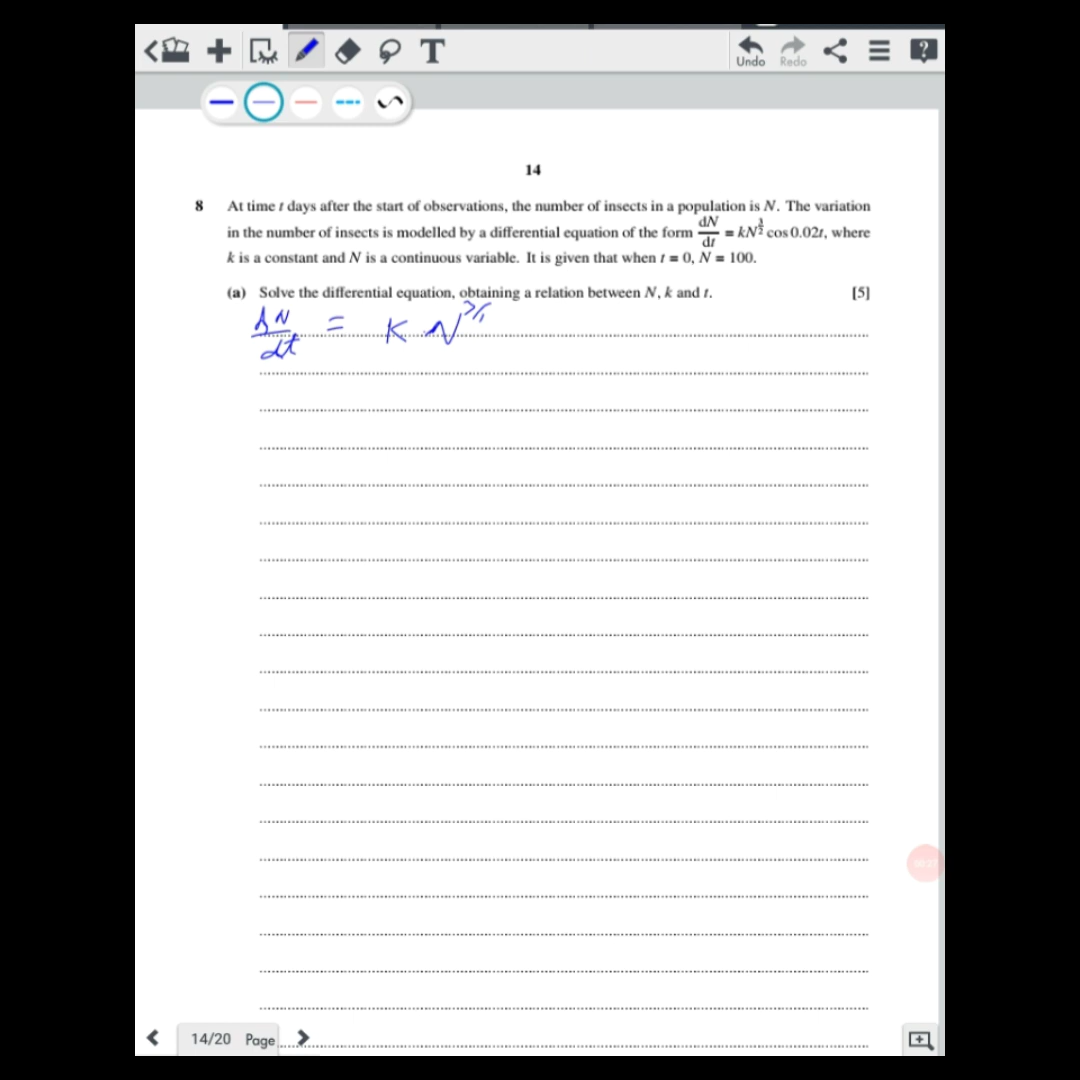 T
Undo
Redo
?
14
8 At time t days after the start of observations, the number of insects in a population is N. The variation
in the number of insects is modelled by a differential equation of the form dN/dt = kN^(3/2) cos 0.02t, where
k is a constant and N is a continuous variable. It is given that when t = 0, N = 100.
(a) Solve the differential equation, obtaining a relation between N, k and t. [5]
dN/dt = K N
14/20 Page